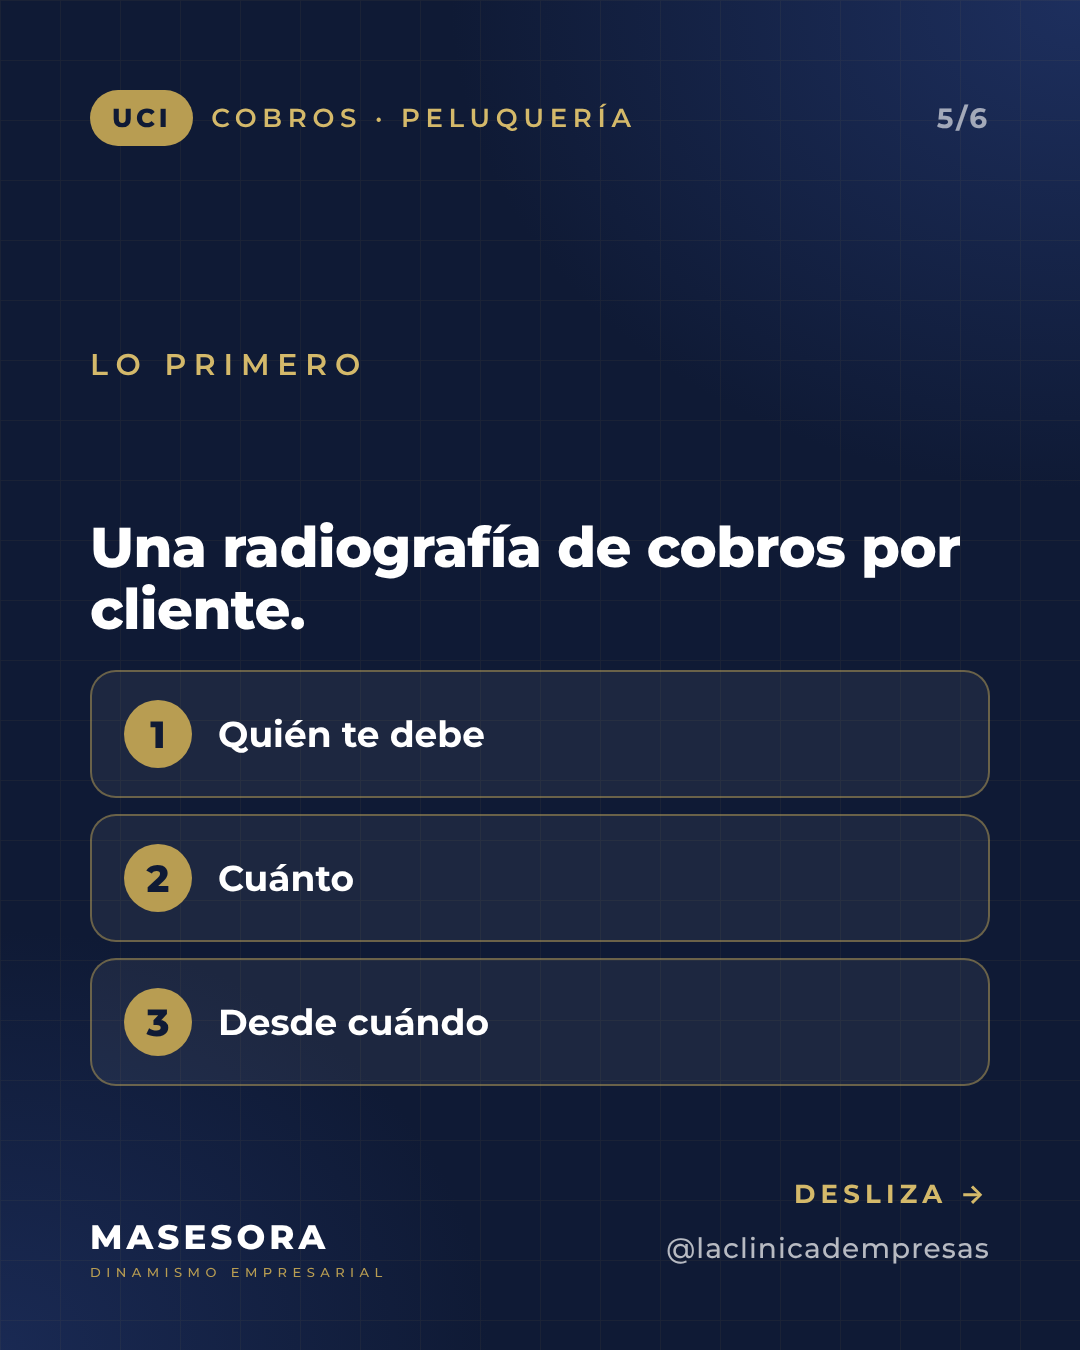 UCI COBROS · PELUQUERÍA 5/6
LO PRIMERO
Una radiografía de cobros por
cliente.
1 Quién te debe
2 Cuánto
3 Desde cuándo
DESLIZA →
MASESORA
@laclinicadempresas
DINAMISMO EMPRESARIAL